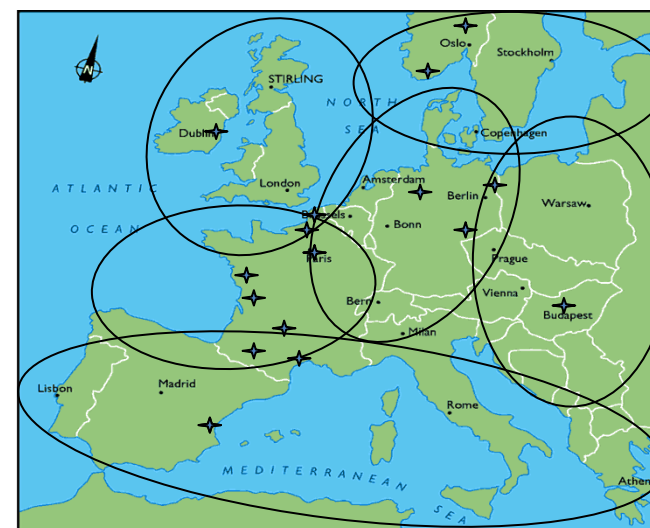 Oslo
Stockholm
STIRLING
NORTH
SEA
Dublin
Copenhagen
ATLANTIC
OCEAN
London
Amsterdam
Berlin
Warsaw
Brussels
Bonn
Paris
Prague
Vienna
Bern
Budapest
Milan
Lisbon
Madrid
Rome
MEDITERRANEAN
SEA
Athen